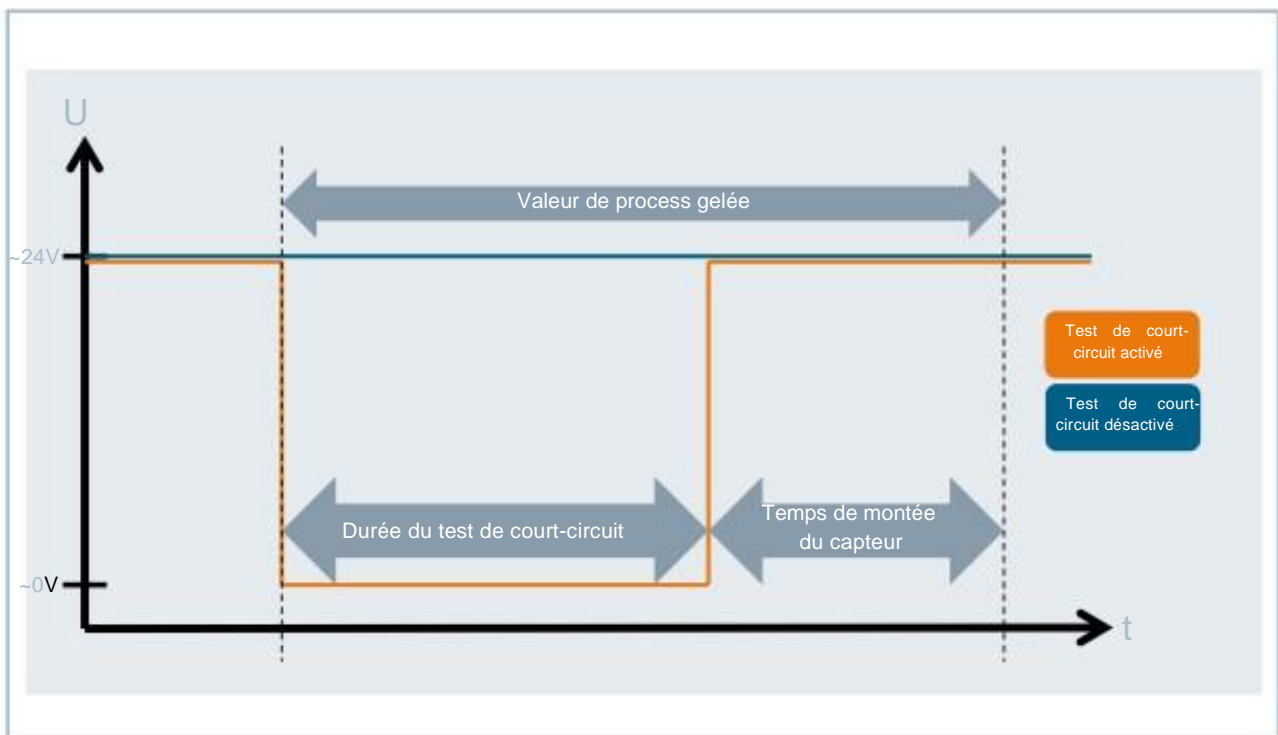 U
Valeur de process gelée
~24V
Test de court-
circuit activé
Test de court-
circuit désactivé
Durée du test de court-circuit
Temps de montée
du capteur
~0V
t